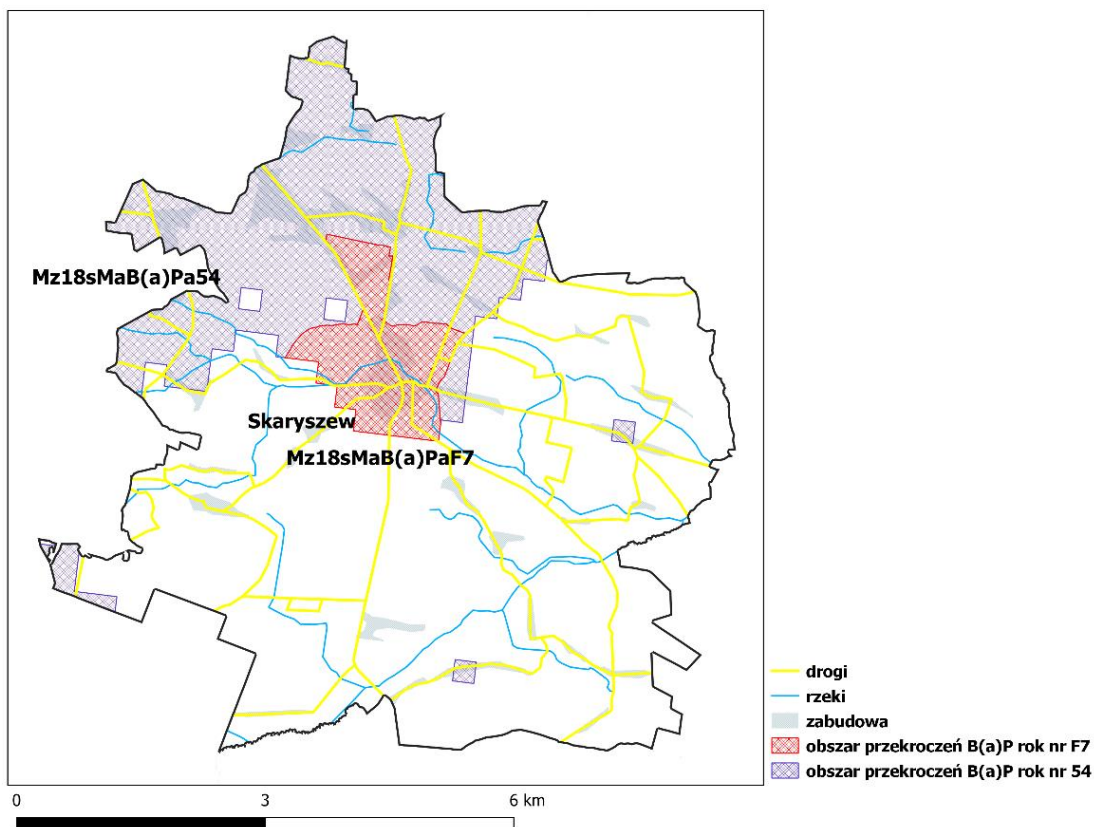 Mz18sMaB(a)Pa54
Skaryszew
Mz18sMaB(a)PaF7
drogi
rzeki
zabudowa
obszar przekroczeń B(a)P rok nr F7
obszar przekroczeń B(a)P rok nr 54
0 3 6 km